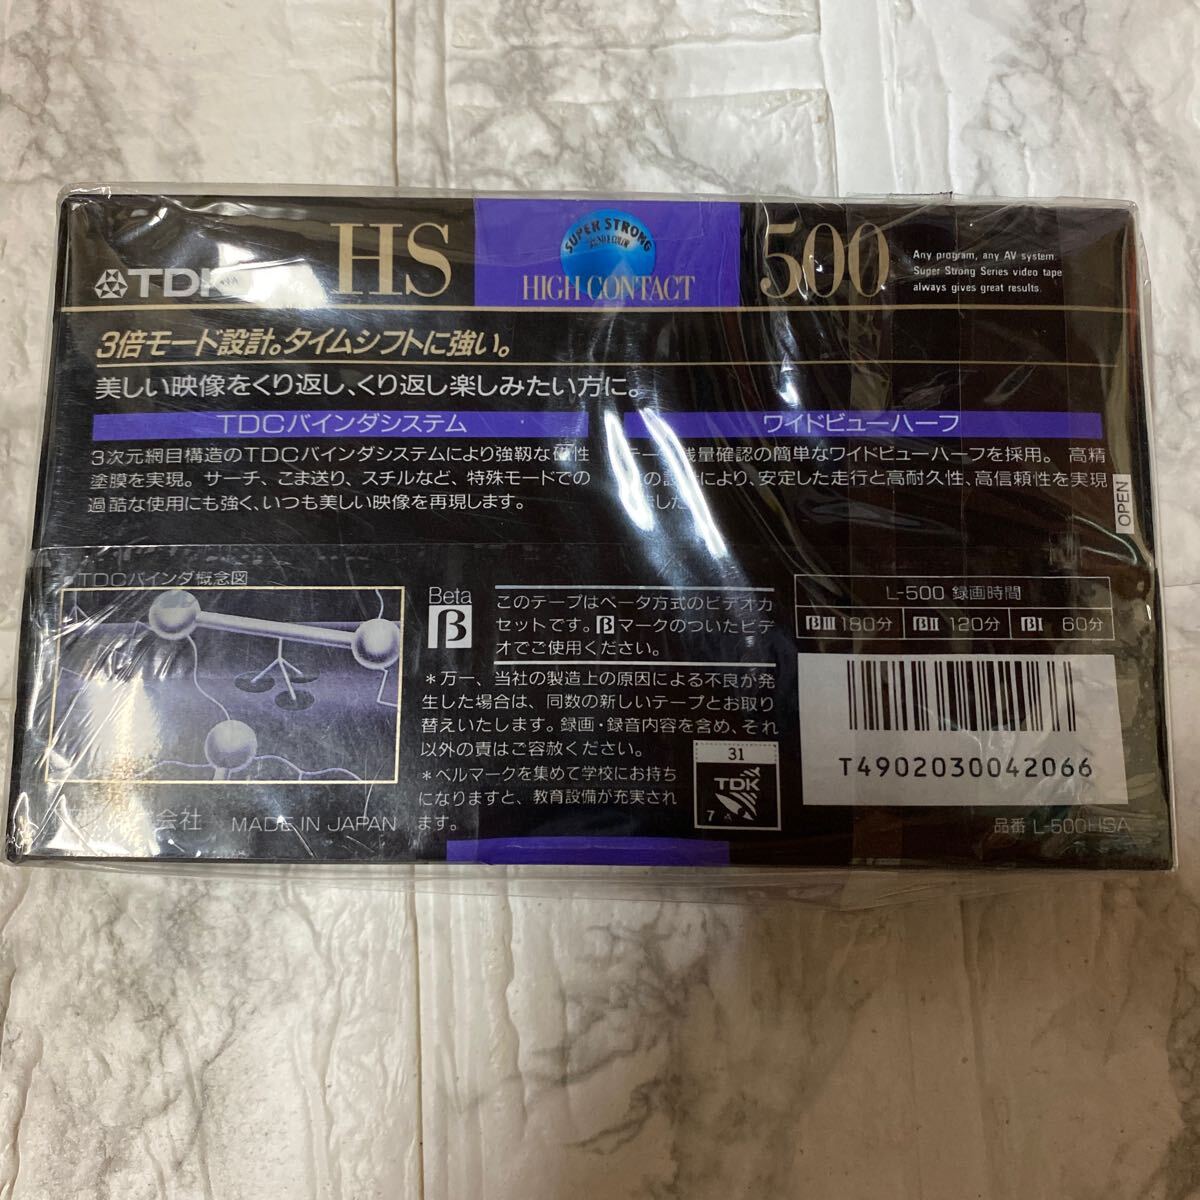 TDK HS SUPER STRONG HIGH CONTACT 500
Any program, any AV system.
Super Strong Series video tape
always gives great results.
3倍モード設計。タイムシフトに強い。
美しい映像をくり返し、くり返し楽しみたい方に。
TDCバインダシステム
3次元網目構造のTDCバインダシステムにより強靱な磁性
塗膜を実現。サーチ、こま送り、スチルなど、特殊モードでの
過酷な使用にも強く、いつも美しい映像を再現します。
ワイドビューハーフ
量確認の簡単なワイドビューハーフを採用。高精
により、安定した走行と高耐久性、高信頼性を実現
OPEN
TDCバインダ概念図
Beta
β
このテープはベータ方式のビデオカ
セットです。βマークのついたビデ
オでご使用ください。
*万一、当社の製造上の原因による不良が発
生した場合は、同数の新しいテープとお取り
替えいたします。録画・録音内容を含め、それ
以外の責はご容赦ください。
*ベルマークを集めて学校にお持ち
になりますと、教育設備が充実され
ます。
31
TDK
7
L-500 録画時間
βIII 180分 βII 120分 βI 60分
T4902030042066
品番 L-500HSA
会社 MADE IN JAPAN